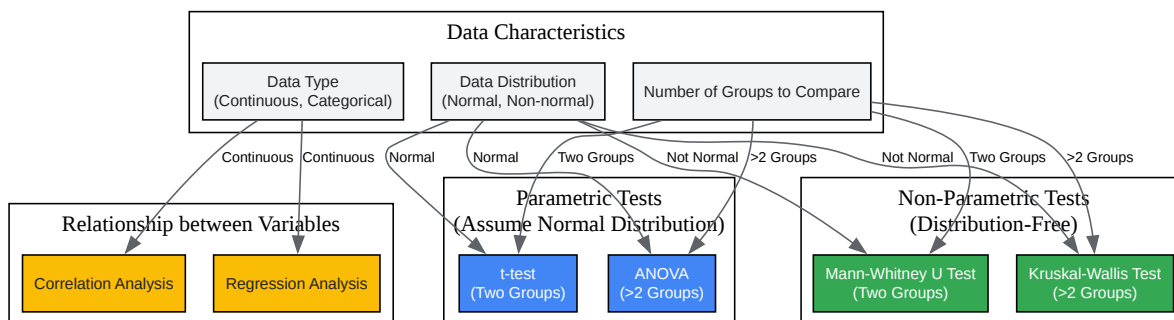 Data Characteristics
Data Type
(Continuous, Categorical)
Data Distribution
(Normal, Non-normal)
Number of Groups to Compare
Continuous
Continuous
Normal
Normal
Two Groups
Not Normal
>2 Groups
Not Normal
Two Groups
>2 Groups
Relationship between Variables
Correlation Analysis
Regression Analysis
Parametric Tests
(Assume Normal Distribution)
t-test
(Two Groups)
ANOVA
(>2 Groups)
Non-Parametric Tests
(Distribution-Free)
Mann-Whitney U Test
(Two Groups)
Kruskal-Wallis Test
(>2 Groups)